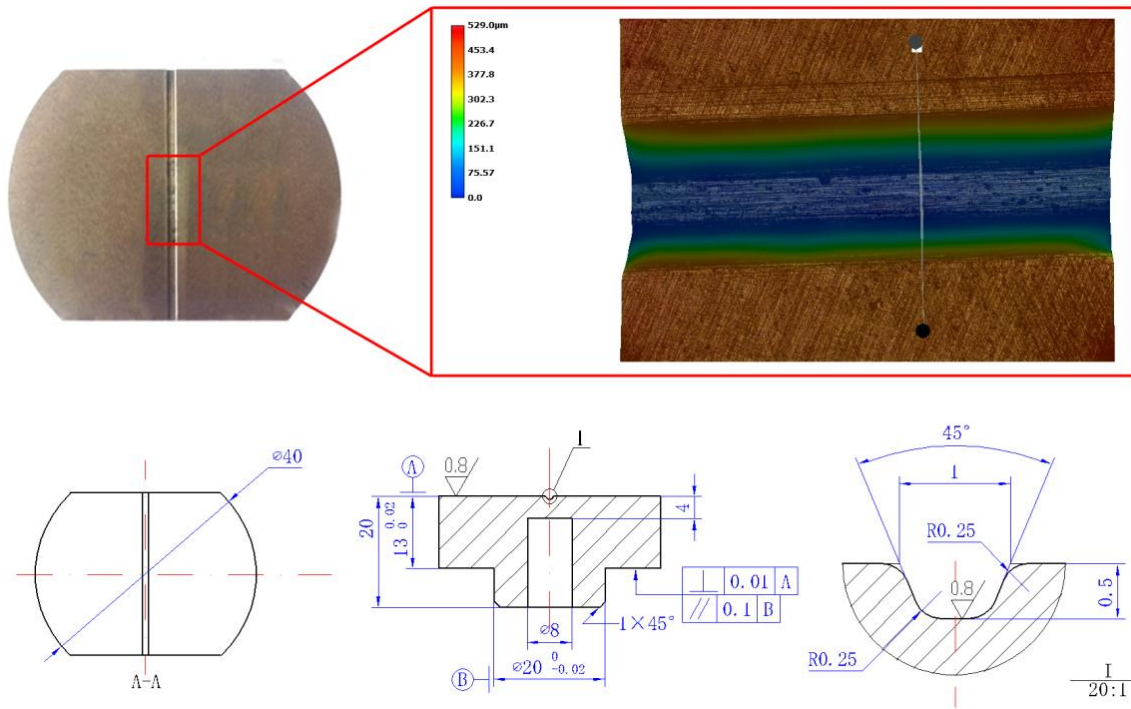 529.0μm
453.4
377.8
302.3
226.7
151.1
75.57
0.0
⌀40
A-A
I
A
0.8
20
13 0.02 0
4
⊥ 0.01 A
// 0.1 B
1×45°
⌀8
⌀20 0 -0.02
B
45°
1
R0.25
0.8
0.5
R0.25
I
20:1